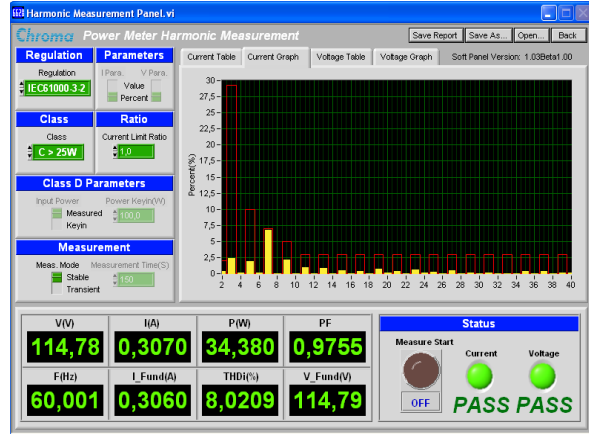 Harmonic Measurement Panel.vi
Chroma Power Meter Harmonic Measurement
Save Report Save As... Open... Back
Regulation Parameters
Current Table Current Graph Voltage Table Voltage Graph Soft Panel Version: 1.03Beta1.00
Regulation I Para. V Para.
IEC61000-3-2 Value
Percent
Class Ratio
Class Current Limit Ratio
C > 25W 1,0
Class D Parameters
Input Power Power Keyin(W)
Measured 100,0
Keyin
Measurement
Meas. Mode Measurement Time(S)
Stable 150
Transient
Percent(%)
30
27,5
25
22,5
20
17,5
15
12,5
10
7,5
5
2,5
0
2 4 6 8 10 12 14 16 18 20 22 24 26 28 30 32 34 36 38 40
V(V) I(A) P(W) PF
114,78 0,3070 34,380 0,9755
F(Hz) I_Fund(A) THDi(%) V_Fund(V)
60,001 0,3060 8,0209 114,79
Status
Measure Start Current Voltage
OFF PASS PASS